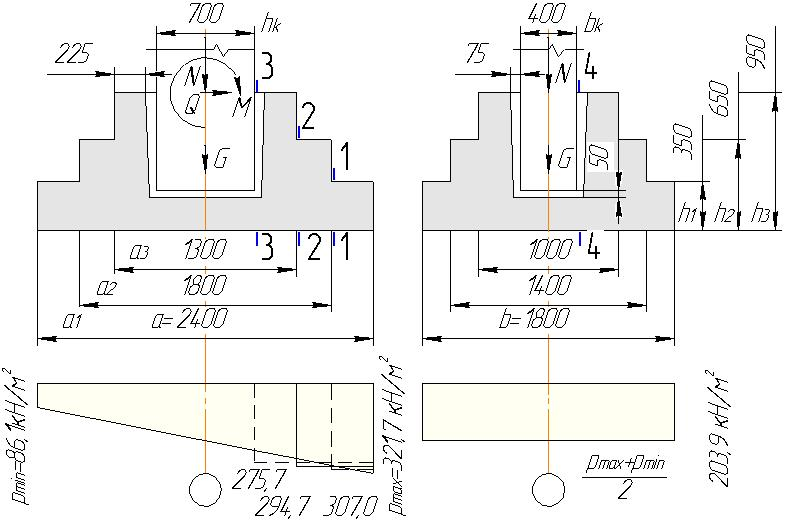 700
hк
400
bк
225
N
3
Q
M
2
G
1
75
N
4
G
50
350
650
950
h1
h2
h3
3
2
1
4
a3
1300
1000
a2
1800
1400
a1
a= 2400
b= 1800
pmin=86,1кН/м²
pmax=321,7 кН/м²
203,9 кН/м²
275,7
294,7
307,0
pmax+pmin
2